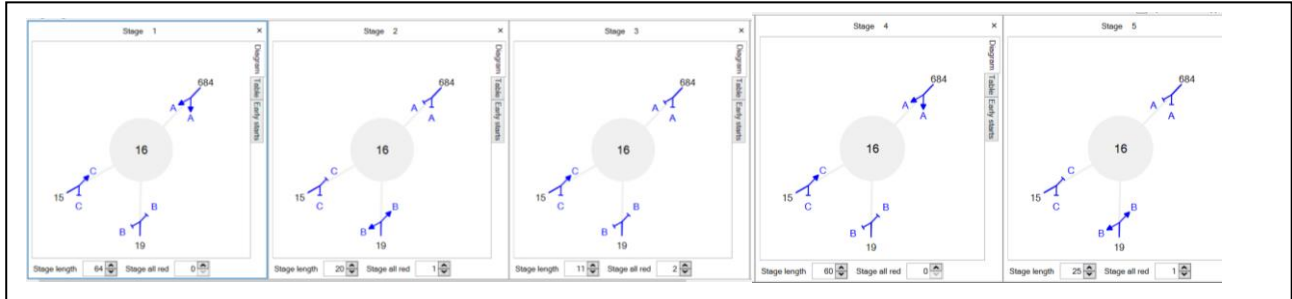 Stage 1 ×
Diagram
Table
Early starts
684
A
A
16
C
15
C
B
B
19
Stage length 64 Stage all red 0
Stage 2 ×
Diagram
Table
Early starts
684
A
A
16
C
15
C
B
B
19
Stage length 20 Stage all red 1
Stage 3 ×
Diagram
Table
Early starts
684
A
A
16
C
15
C
B
B
19
Stage length 11 Stage all red 2
Stage 4 ×
Diagram
Table
Early starts
684
A
A
16
C
15
C
B
B
19
Stage length 60 Stage all red 0
Stage 5
684
A
A
16
C
15
C
B
B
19
Stage length 25 Stage all red 1